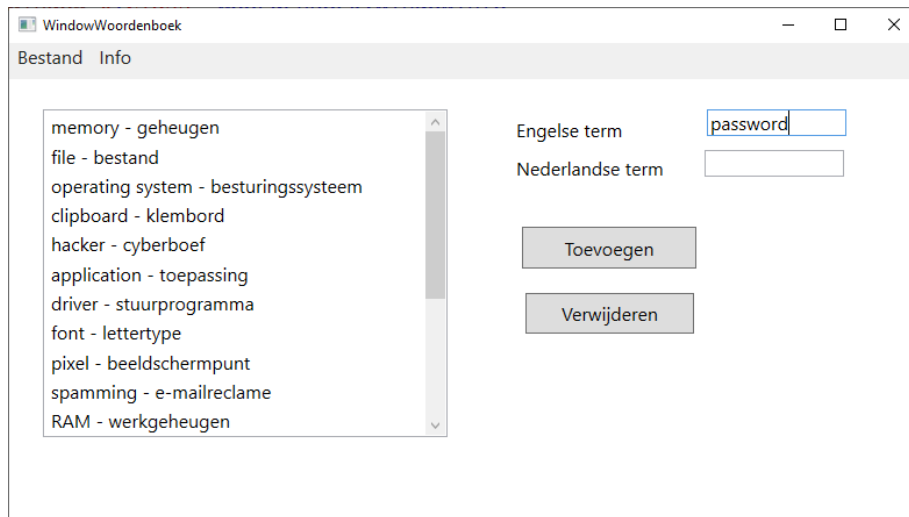 WindowWoordenboek
Bestand Info
memory - geheugen
file - bestand
operating system - besturingssysteem
clipboard - klembord
hacker - cyberboef
application - toepassing
driver - stuurprogramma
font - lettertype
pixel - beeldschermpunt
spamming - e-mailreclame
RAM - werkgeheugen
Engelse term password
Nederlandse term
Toevoegen
Verwijderen